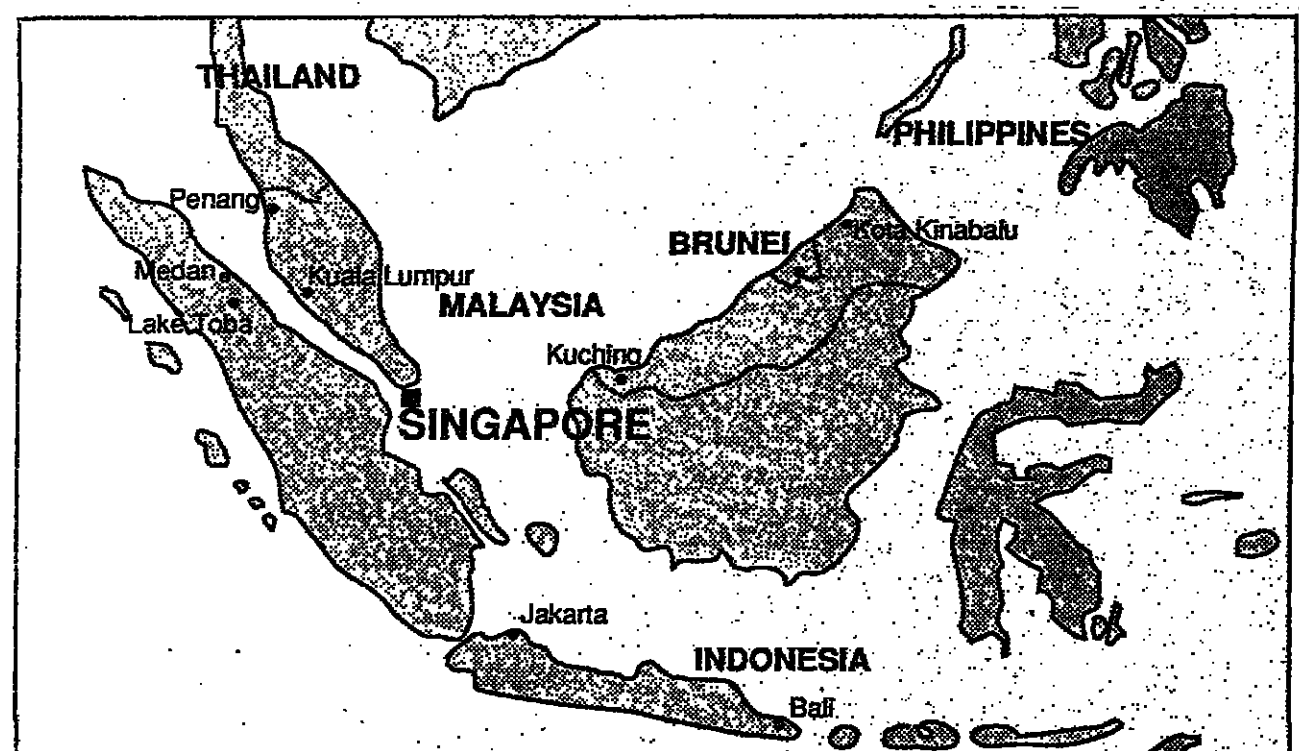 THAILAND
PHILIPPINES
Penang
BRUNEI
Kota Kinabalu
Medan
Kuala Lumpur
MALAYSIA
Lake Toba
Kuching
SINGAPORE
Jakarta
INDONESIA
Bali